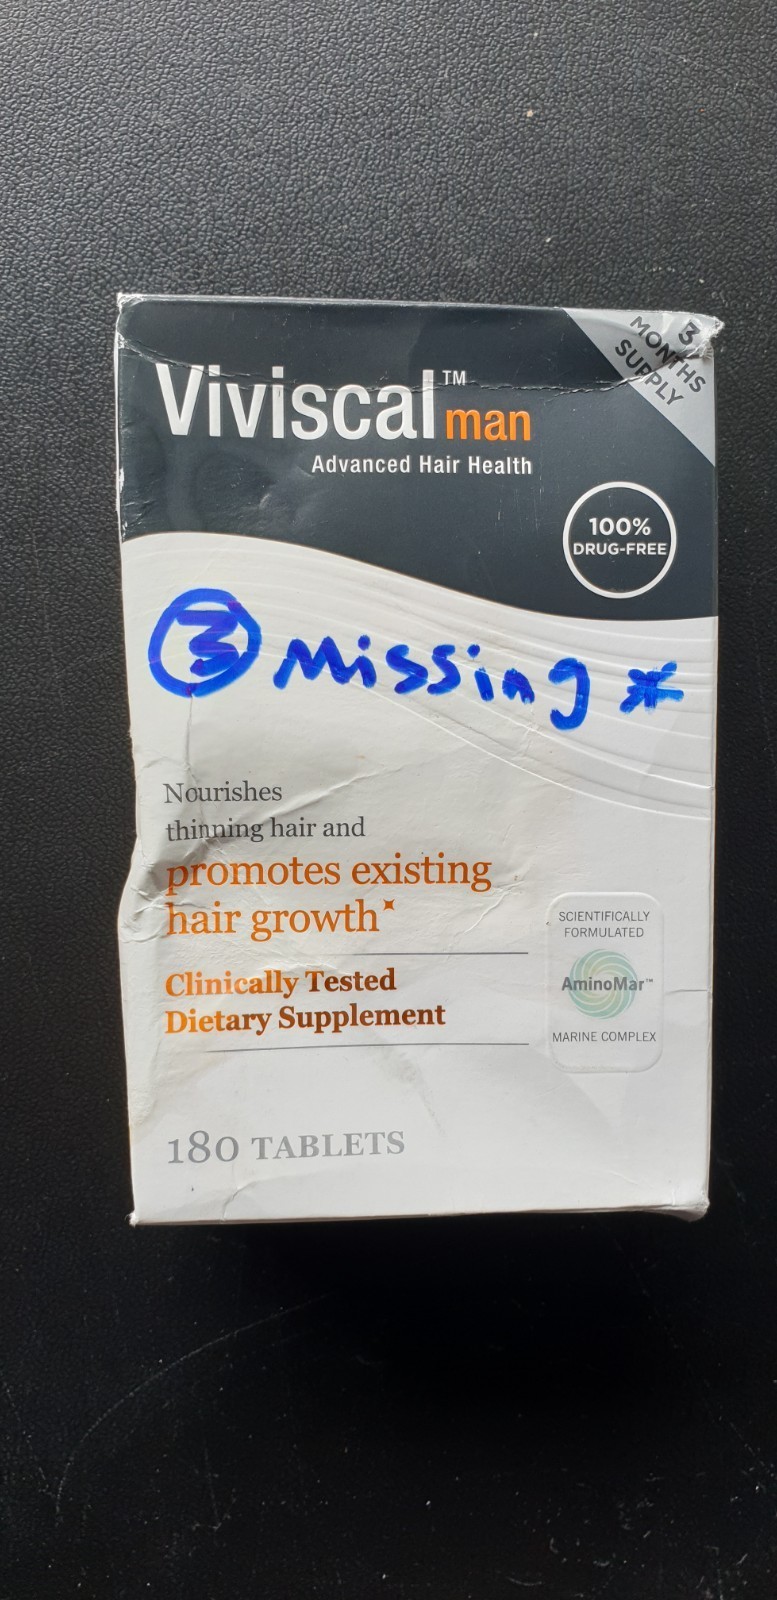 Viviscal™ man
Advanced Hair Health
3
MONTHS
SUPPLY
100%
DRUG-FREE
3 Missing *
Nourishes
thinning hair and
promotes existing
hair growth✦
Clinically Tested
Dietary Supplement
SCIENTIFICALLY
FORMULATED
AminoMar™
MARINE COMPLEX
180 TABLETS